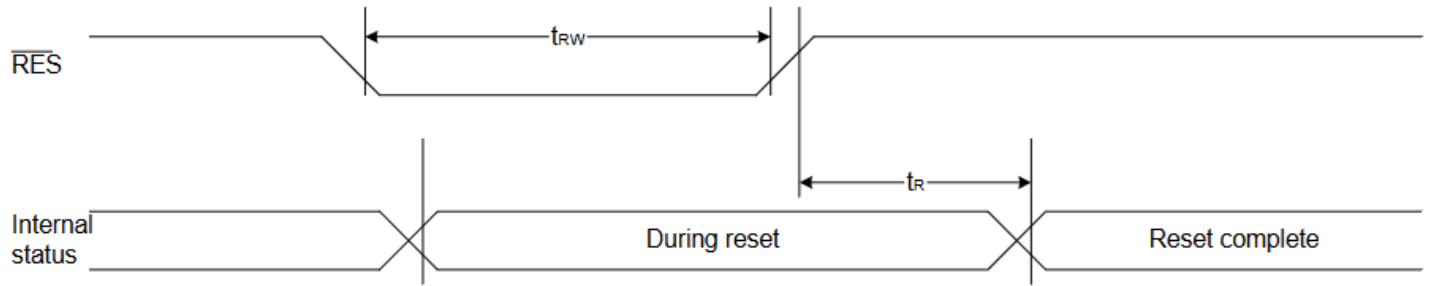 tRW
RES
tR
Internal
status
During reset
Reset complete